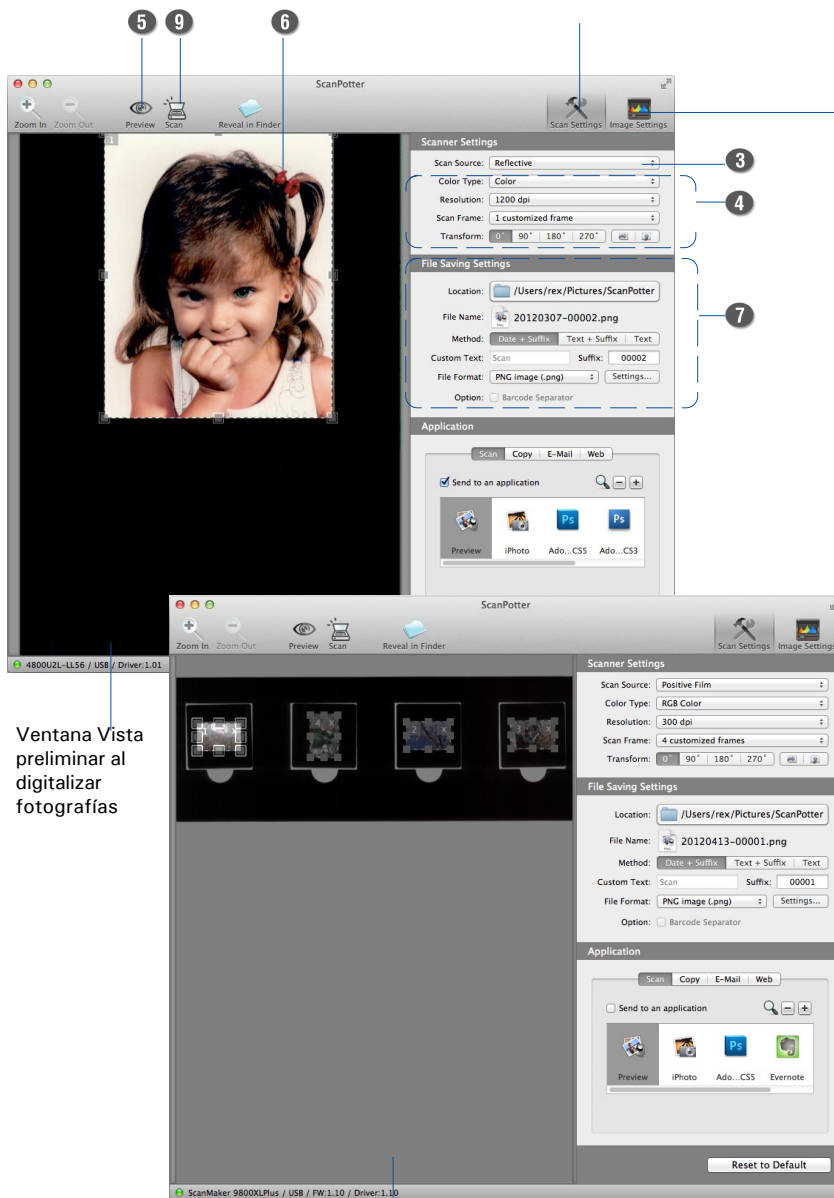 5 9 6
ScanPotter
Zoom In Zoom Out Preview Scan Reveal in Finder Scan Settings Image Settings
1
Scanner Settings
Scan Source: Reflective
3
Color Type: Color
Resolution: 1200 dpi
4
Scan Frame: 1 customized frame
Transform: 0° 90° 180° 270°
File Saving Settings
Location: /Users/rex/Pictures/ScanPotter
File Name: 20120307-00002.png
7
Method: Date + Suffix Text + Suffix Text
Custom Text: Scan Suffix: 00002
File Format: PNG image (.png) Settings...
Option: Barcode Separator
Application
Scan Copy E-Mail Web
Send to an application
Ps Ps
Preview iPhoto Ado...CS5 Ado...CS3
4800U2L-LL56 / USB / Driver:1.01
Ventana Vista
preliminar al
digitalizar
fotografías
ScanPotter
Zoom In Zoom Out Preview Scan Reveal in Finder Scan Settings Image Settings
2
Scanner Settings
Scan Source: Positive Film
Color Type: RGB Color
Resolution: 300 dpi
Scan Frame: 4 customized frames
Transform: 0° 90° 180° 270°
File Saving Settings
Location: /Users/rex/Pictures/ScanPotter
File Name: 20120413-00001.png
Method: Date + Suffix Text + Suffix Text
Custom Text: Scan Suffix: 00001
File Format: PNG image (.png) Settings...
Option: Barcode Separator
Application
Scan Copy E-Mail Web
Send to an application
Ps
Preview iPhoto Ado...CS5 Evernote
Reset to Default
ScanMaker 9800XLPlus / USB / FW:1.10 / Driver:1.10